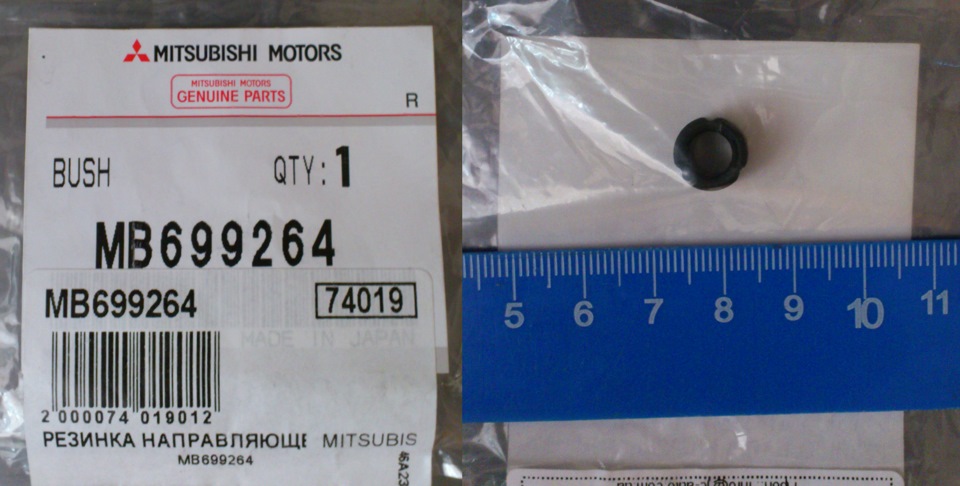 MITSUBISHI MOTORS
MITSUBISHI MOTORS
GENUINE PARTS
R
BUSH QTY: 1
MB699264
MB699264 74019
MADE IN JAPAN
2 000074 019012
РЕЗИНКА НАПРАВЛЯЮЩЕ MITSUBIS
MB699264
5 6 7 8 9 10 11